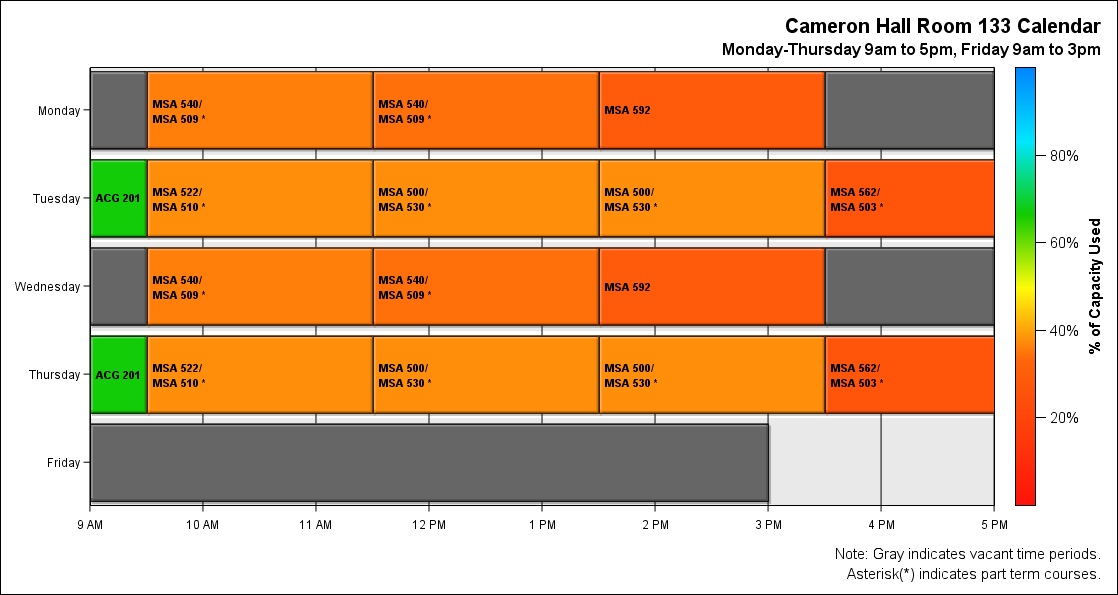 Cameron Hall Room 133 Calendar
Monday-Thursday 9am to 5pm, Friday 9am to 3pm
Monday
MSA 540/
MSA 509 *
MSA 540/
MSA 509 *
MSA 592
Tuesday
ACG 201
MSA 522/
MSA 510 *
MSA 500/
MSA 530 *
MSA 500/
MSA 530 *
MSA 562/
MSA 503 *
Wednesday
MSA 540/
MSA 509 *
MSA 540/
MSA 509 *
MSA 592
Thursday
ACG 201
MSA 522/
MSA 510 *
MSA 500/
MSA 530 *
MSA 500/
MSA 530 *
MSA 562/
MSA 503 *
Friday
9 AM
10 AM
11 AM
12 PM
1 PM
2 PM
3 PM
4 PM
5 PM
80%
60%
40%
20%
% of Capacity Used
Note: Gray indicates vacant time periods.
Asterisk(*) indicates part term courses.